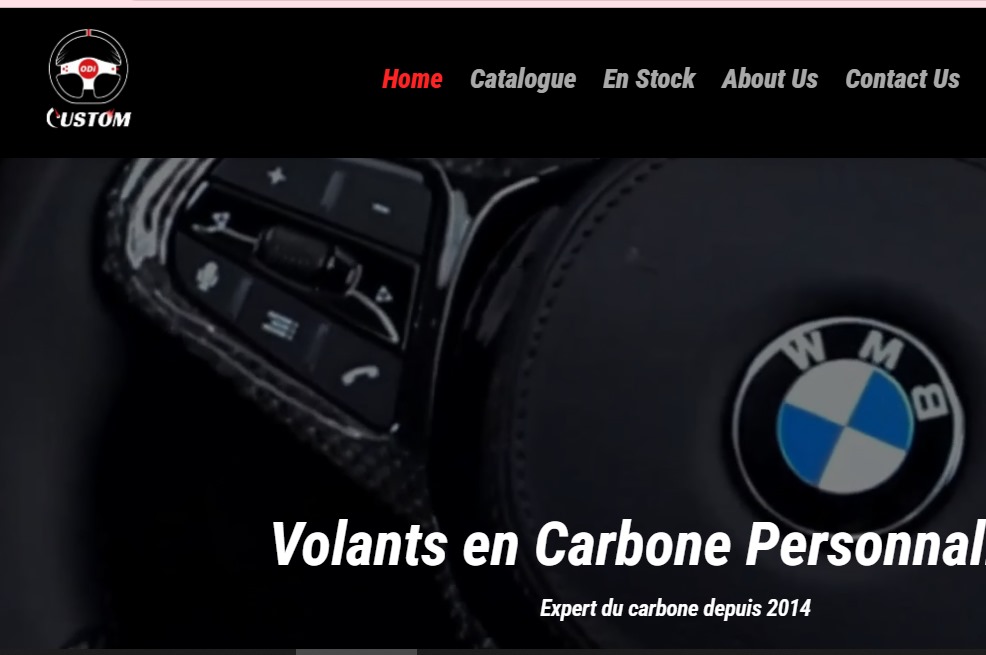 ODi
CUSTOM
Home Catalogue En Stock About Us Contact Us
W M B
Volants en Carbone Personnal
Expert du carbone depuis 2014